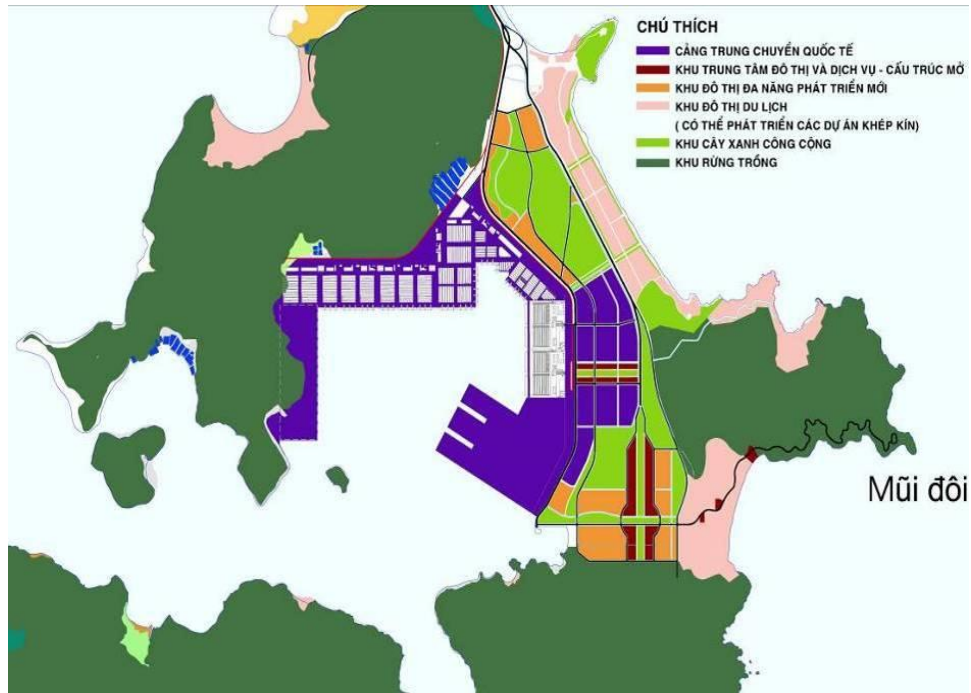 CHÚ THÍCH
CẢNG TRUNG CHUYỂN QUỐC TẾ
KHU TRUNG TÂM ĐÔ THỊ VÀ DỊCH VỤ - CẤU TRÚC MỞ
KHU ĐÔ THỊ ĐA NĂNG PHÁT TRIỂN MỚI
KHU ĐÔ THỊ DU LỊCH
( CÓ THỂ PHÁT TRIỂN CÁC DỰ ÁN KHÉP KÍN)
KHU CÂY XANH CÔNG CỘNG
KHU RỪNG TRỒNG
Mũi đôi